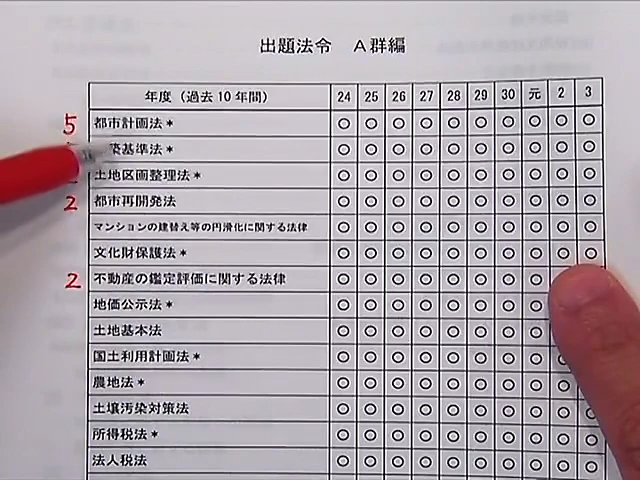 出題法令　A群編
年度（過去10年間） 24 25 26 27 28 29 30 元 2 3
5 都市計画法＊ ○ ○ ○ ○ ○ ○ ○ ○ ○ ○
築基準法＊ ○ ○ ○ ○ ○ ○ ○ ○ ○ ○
土地区画整理法＊ ○ ○ ○ ○ ○ ○ ○ ○ ○ ○
2 都市再開発法 ○ ○ ○ ○ ○ ○ ○ ○ ○ ○
マンションの建替え等の円滑化に関する法律 ○ ○ ○ ○ ○ ○ ○ ○ ○ ○
文化財保護法＊ ○ ○ ○ ○ ○ ○ ○ ○ ○ ○
2 不動産の鑑定評価に関する法律 ○ ○ ○ ○ ○ ○ ○ ○
地価公示法＊ ○ ○ ○ ○ ○ ○ ○ ○
土地基本法 ○ ○ ○ ○ ○ ○ ○ ○
国土利用計画法＊ ○ ○ ○ ○ ○ ○ ○ ○
農地法＊ ○ ○ ○ ○ ○ ○ ○ ○ ○
土壌汚染対策法 ○ ○ ○ ○ ○ ○ ○ ○ ○
所得税法＊ ○ ○ ○ ○ ○ ○ ○ ○ ○ ○
法人税法 ○ ○ ○ ○ ○ ○ ○ ○ ○ ○